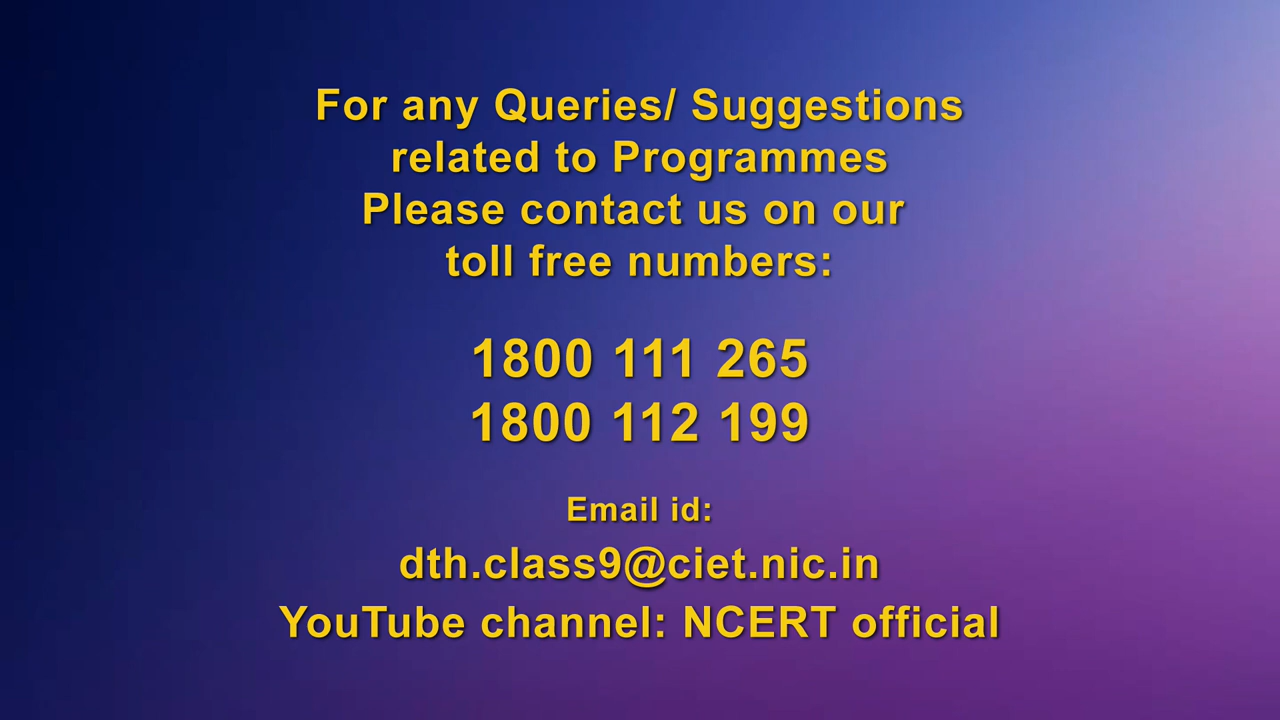 For any Queries/ Suggestions
related to Programmes
Please contact us on our
toll free numbers:
1800 111 265
1800 112 199
Email id:
dth.class9@ciet.nic.in
YouTube channel: NCERT official